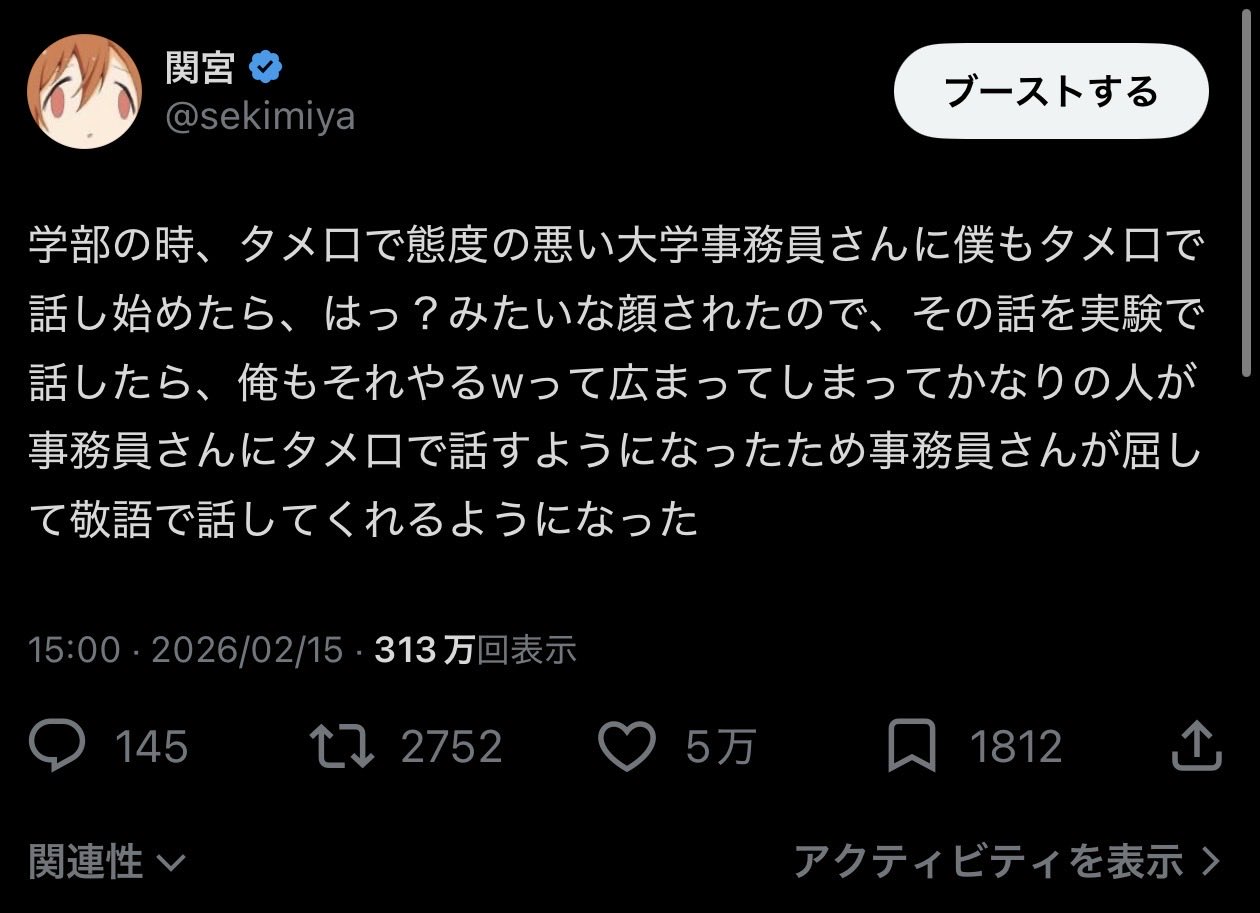 関宮
@sekimiya
ブーストする
学部の時、タメ口で態度の悪い大学事務員さんに僕もタメ口で
話し始めたら、はっ？みたいな顔されたので、その話を実験で
話したら、俺もそれやるwって広まってしまってかなりの人が
事務員さんにタメ口で話すようになったため事務員さんが屈し
て敬語で話してくれるようになった
15:00 · 2026/02/15 · 313万回表示
145 2752 5万 1812
関連性 アクティビティを表示